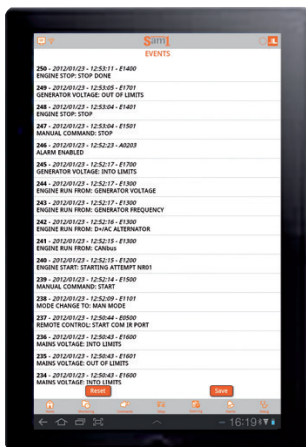 Sam1
EVENTS
250 - 2012/01/23 - 12:53:11 - E1400
ENGINE STOP: STOP DONE
249 - 2012/01/23 - 12:53:05 - E1701
GENERATOR VOLTAGE: OUT OF LIMITS
248 - 2012/01/23 - 12:53:04 - E1401
ENGINE STOP: STOP
247 - 2012/01/23 - 12:53:04 - E1501
MANUAL COMMAND: STOP
246 - 2012/01/23 - 12:52:23 - A0203
ALARM ENABLED
245 - 2012/01/23 - 12:52:17 - E1700
GENERATOR VOLTAGE: INTO LIMITS
244 - 2012/01/23 - 12:52:17 - E1300
ENGINE RUN FROM: GENERATOR VOLTAGE
243 - 2012/01/23 - 12:52:17 - E1300
ENGINE RUN FROM: GENERATOR FREQUENCY
242 - 2012/01/23 - 12:52:16 - E1300
ENGINE RUN FROM: D+/AC ALTERNATOR
241 - 2012/01/23 - 12:52:15 - E1300
ENGINE RUN FROM: CANbus
240 - 2012/01/23 - 12:52:15 - E1200
ENGINE START: STARTING ATTEMPT NR01
239 - 2012/01/23 - 12:52:14 - E1500
MANUAL COMMAND: START
238 - 2012/01/23 - 12:52:09 - E1101
MODE CHANGE TO: MAN MODE
237 - 2012/01/23 - 12:50:44 - E0500
REMOTE CONTROL: START COM IR PORT
236 - 2012/01/23 - 12:50:43 - E1600
MAINS VOLTAGE: INTO LIMITS
235 - 2012/01/23 - 12:50:43 - E1601
MAINS VOLTAGE: OUT OF LIMITS
234 - 2012/01/23 - 12:50:43 - E1600
MAINS VOLTAGE: INTO LIMITS
Reset Save
16:19